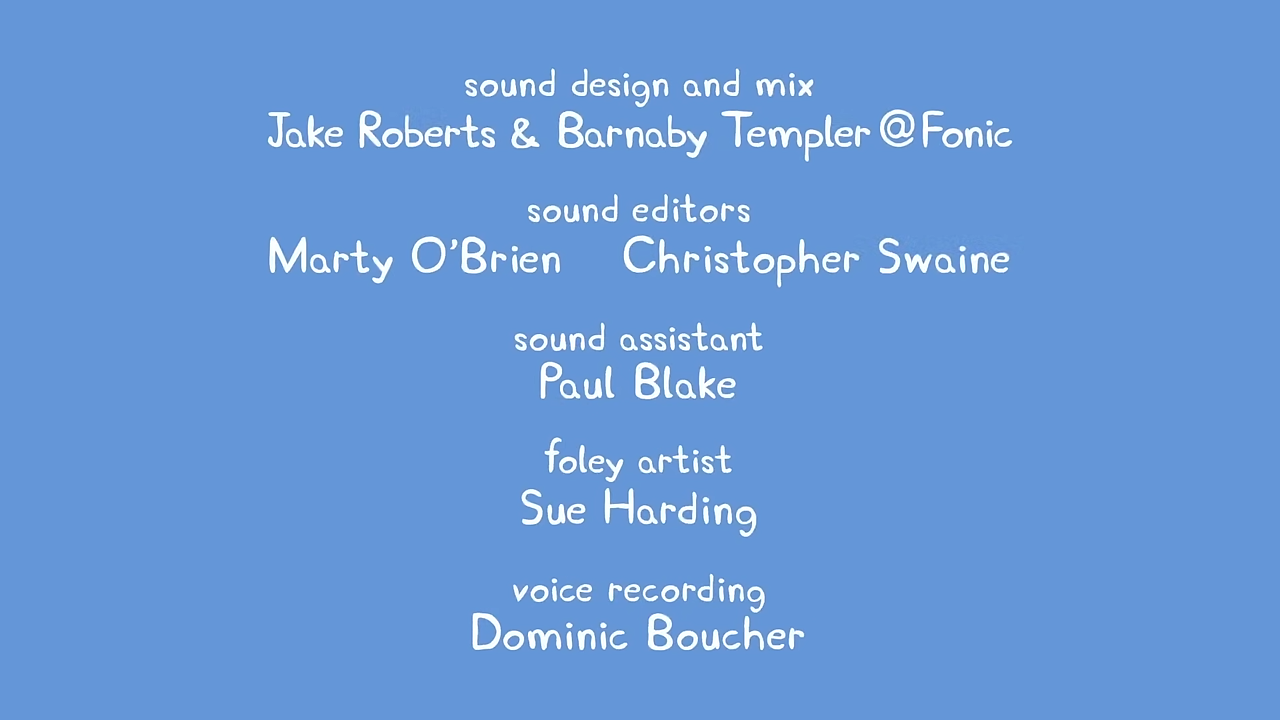 sound design and mix
Jake Roberts & Barnaby Templer @Fonic
sound editors
Marty O'Brien Christopher Swaine
sound assistant
Paul Blake
foley artist
Sue Harding
voice recording
Dominic Boucher